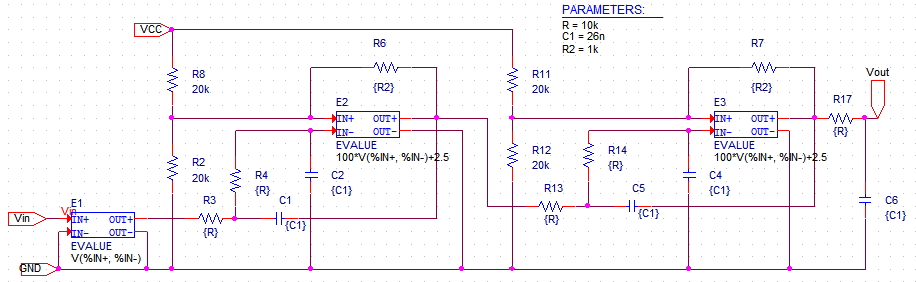 PARAMETERS:
R = 10k
C1 = 26n
R2 = 1k
VCC
R6
{R2}
R7
{R2}
Vout
R8
20k
R11
20k
R17
{R}
E2
IN+ OUT+
IN- OUT-
EVALUE
100*V(%IN+, %IN-)+2.5
E3
IN+ OUT+
IN- OUT-
EVALUE
100*V(%IN+, %IN-)+2.5
R2
20k
R4
{R}
C2
{C1}
R12
20k
R14
{R}
C4
{C1}
R3
{R}
C1
{C1}
R13
{R}
C5
{C1}
C6
{C1}
Vin
Vin
E1
IN+ OUT+
IN- OUT-
EVALUE
V(%IN+, %IN-)
GND